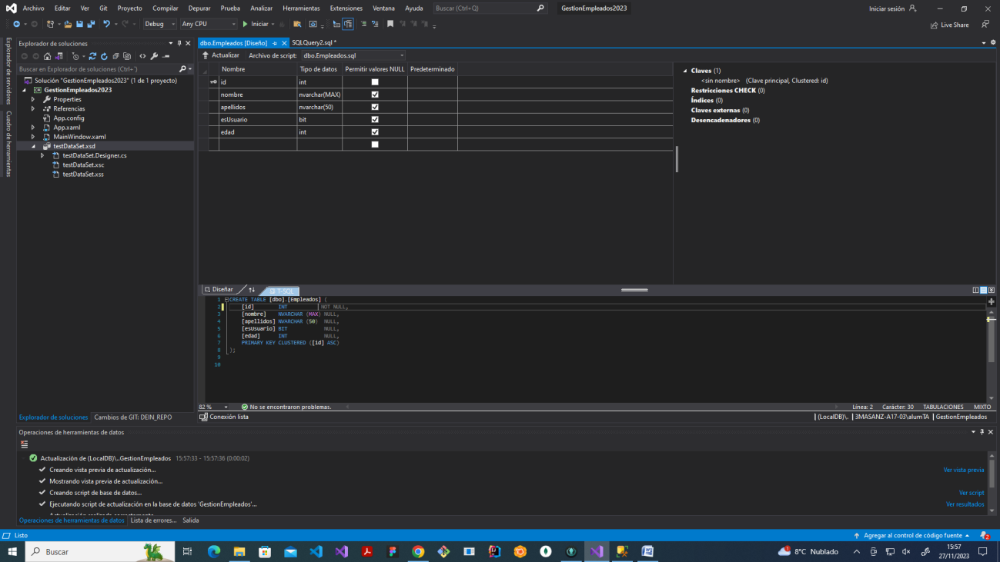 Archivo Editar Ver Git Proyecto Compilar Depurar Prueba Analizar Herramientas Extensiones Ventana Ayuda Buscar (Ctrl+Q) GestionEmpleados2023 Iniciar sesión
Debug Any CPU Iniciar Live Share
Explorador de servidores
Cuadro de herramientas
Explorador de soluciones
Buscar en Explorador de soluciones (Ctrl+¨)
Solución "GestionEmpleados2023" (1 de 1 proyecto)
GestionEmpleados2023
Properties
Referencias
App.config
App.xaml
MainWindow.xaml
testDataSet.xsd
testDataSet.Designer.cs
testDataSet.xsc
testDataSet.xss
Explorador de soluciones Cambios de GIT: DEIN_REPO
dbo.Empleados [Diseño] SQLQuery2.sql *
Actualizar Archivo de script: dbo.Empleados.sql
Nombre Tipo de datos Permitir valores NULL Predeterminado
id int
nombre nvarchar(MAX)
apellidos nvarchar(50)
esUsuario bit
edad int
Claves (1)
<sin nombre> (Clave principal, Clustered: id)
Restricciones CHECK (0)
Índices (0)
Claves externas (0)
Desencadenadores (0)
Diseñar T-SQL
1 CREATE TABLE [dbo].[Empleados] (
2 [id] INT NOT NULL,
3 [nombre] NVARCHAR (MAX) NULL,
4 [apellidos] NVARCHAR (50) NULL,
5 [esUsuario] BIT NULL,
6 [edad] INT NULL,
7 PRIMARY KEY CLUSTERED ([id] ASC)
8 );
9
10
82 % No se encontraron problemas. Línea: 2 Carácter: 30 TABULACIONES MIXTO
Conexión lista | (LocalDB)\.. | 3MASANZ-A17-03\alumTA | GestionEmpleados
Operaciones de herramientas de datos
Actualización de (LocalDB)\..GestionEmpleados 15:57:33 - 15:57:36 (0:00:02)
Creando vista previa de actualización... Ver vista previa
Mostrando vista previa de actualización...
Creando script de base de datos... Ver script
Ejecutando script de actualización en la base de datos 'GestionEmpleados'... Ver resultados
Operaciones de herramientas de datos Lista de errores... Salida
Listo Agregar al control de código fuente 2
Buscar 8°C Nublado 15:57
27/11/2023